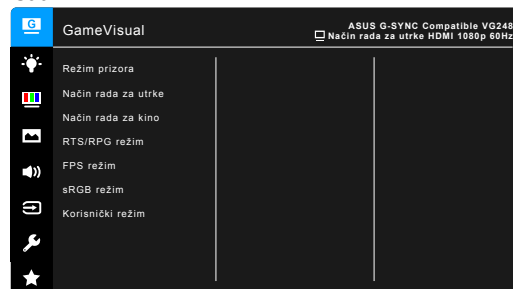 G
GameVisual
ASUS G-SYNC Compatible VG248
Način rada za utrke HDMI 1080p 60Hz
Režim prizora
Način rada za utrke
Način rada za kino
RTS/RPG režim
FPS režim
sRGB režim
Korisnički režim